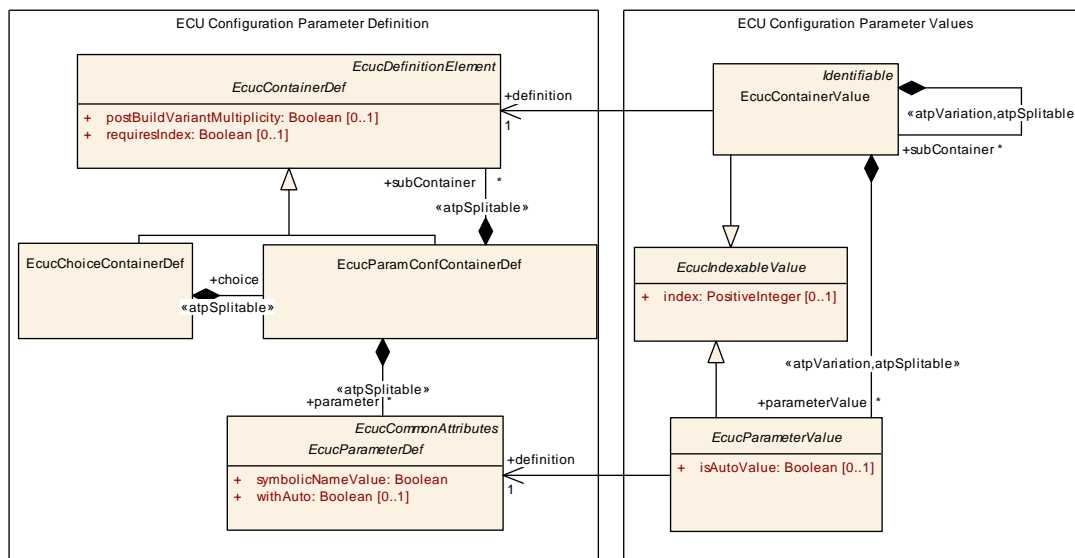 ECU Configuration Parameter Definition
EcucDefinitionElement
EcucContainerDef
+ postBuildVariantMultiplicity: Boolean [0..1]
+ requiresIndex: Boolean [0..1]
+definition
1
+subContainer *
«atpSplitable»
EcucChoiceContainerDef
+choice
«atpSplitable»
EcucParamConfContainerDef
«atpSplitable»
+parameter *
EcucCommonAttributes
EcucParameterDef
+ symbolicNameValue: Boolean
+ withAuto: Boolean [0..1]
+definition
1
ECU Configuration Parameter Values
Identifiable
EcucContainerValue
«atpVariation,atpSplitable»
+subContainer *
EcucIndexableValue
+ index: PositiveInteger [0..1]
«atpVariation,atpSplitable»
+parameterValue *
EcucParameterValue
+ isAutoValue: Boolean [0..1]